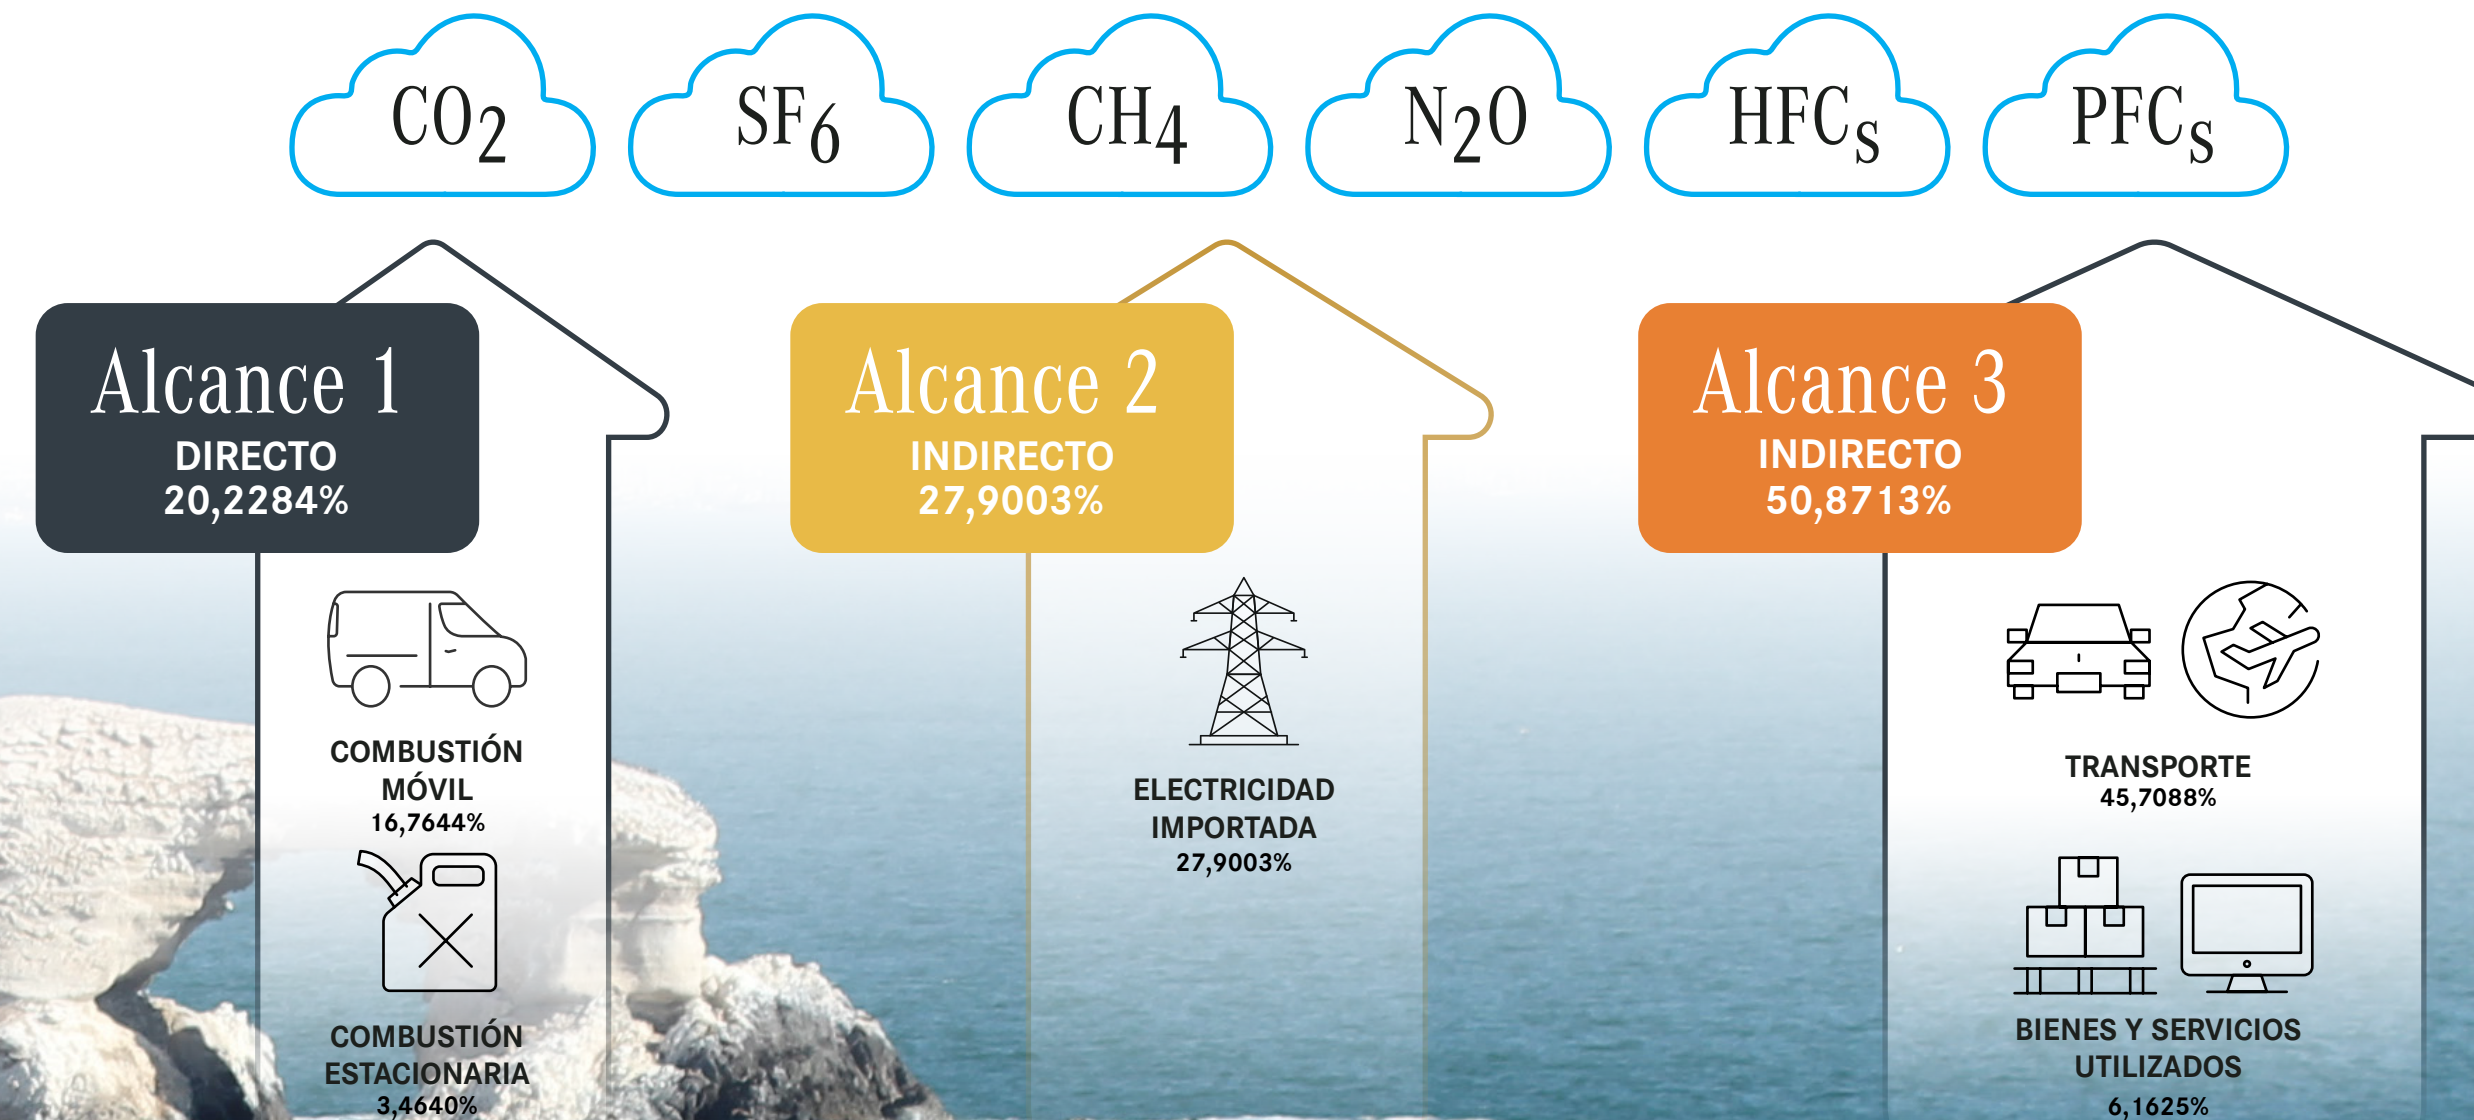 CO2
SF6
CH4
N2O
HFCs
PFCs
Alcance 1
DIRECTO
20,2284%
COMBUSTIÓN
MÓVIL
16,7644%
COMBUSTIÓN
ESTACIONARIA
3,4640%
Alcance 2
INDIRECTO
27,9003%
ELECTRICIDAD
IMPORTADA
27,9003%
Alcance 3
INDIRECTO
50,8713%
TRANSPORTE
45,7088%
BIENES Y SERVICIOS
UTILIZADOS
6,1625%